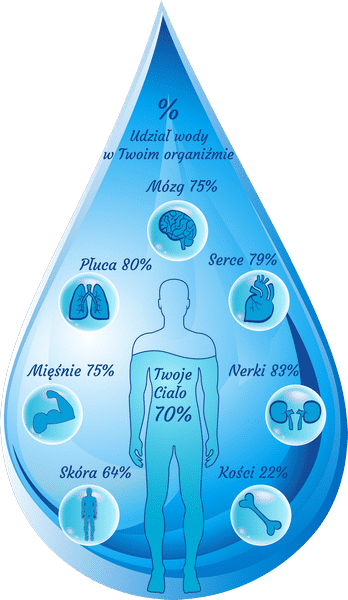 %
Udział wody
w Twoim organiźmie
Mózg 75%
Płuca 80%
Serce 79%
Mięśnie 75%
Twoje
Ciało
70%
Nerki 83%
Skóra 64%
Kości 22%